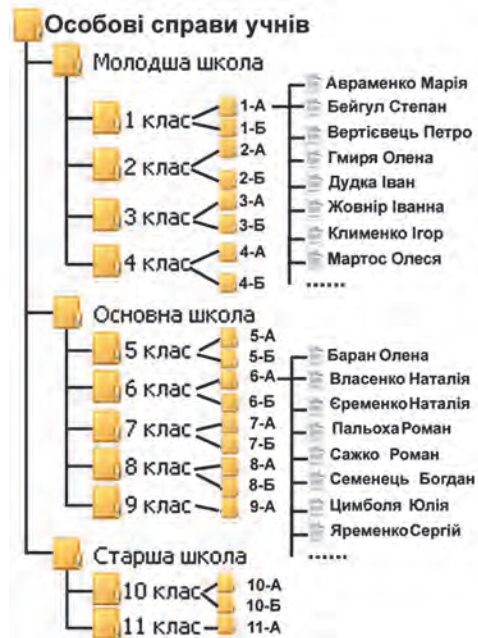 Особові справи учнів
Молодша школа
1 клас
1-А
1-Б
2 клас
2-А
2-Б
3 клас
3-А
3-Б
4 клас
4-А
4-Б
Авраменко Марія
Бейгул Степан
Вертієвець Петро
Гмиря Олена
Дудка Іван
Жовнір Іванна
Клименко Ігор
Мартос Олеся
......
Основна школа
5 клас
5-А
5-Б
6 клас
6-А
6-Б
7 клас
7-А
7-Б
8 клас
8-А
8-Б
9 клас
9-А
Баран Олена
Власенко Наталія
Єременко Наталія
Пальоха Роман
Сажко Роман
Семенець Богдан
Цимболя Юлія
Яременко Сергій
......
Старша школа
10 клас
10-А
10-Б
11 клас
11-А